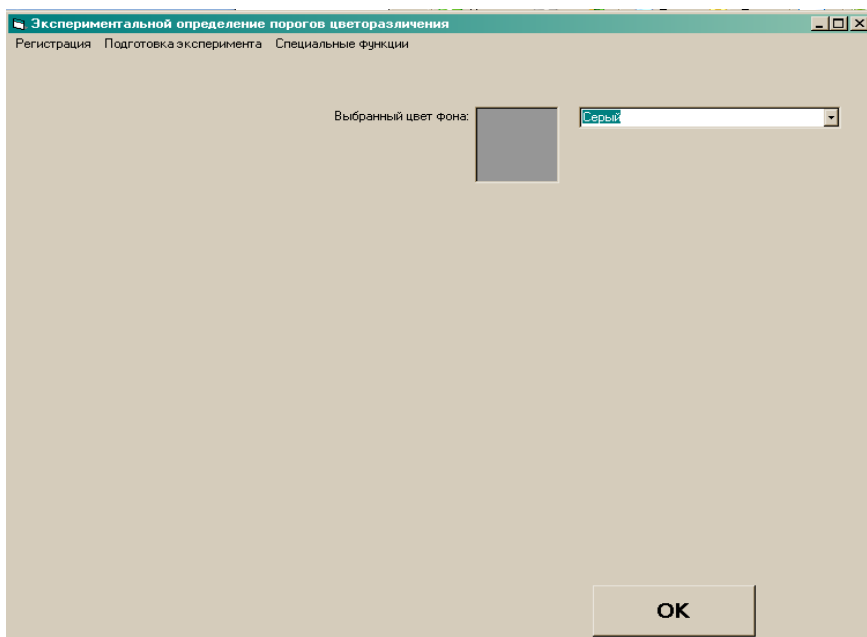 Экспериментальной определение порогов цветоразличения
Регистрация Подготовка эксперимента Специальные функции
Выбранный цвет фона: Серый
OK